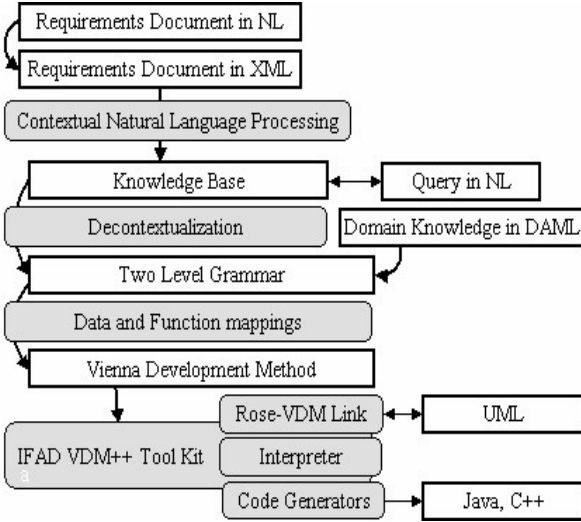 Requirements Document in NL
Requirements Document in XML
Contextual Natural Language Processing
Knowledge Base
Query in NL
Decontextualization
Domain Knowledge in DAML
Two Level Grammar
Data and Function mappings
Vienna Development Method
Rose-VDM Link
UML
IFAD VDM++ Tool Kit
Interpreter
a
Code Generators
Java, C++